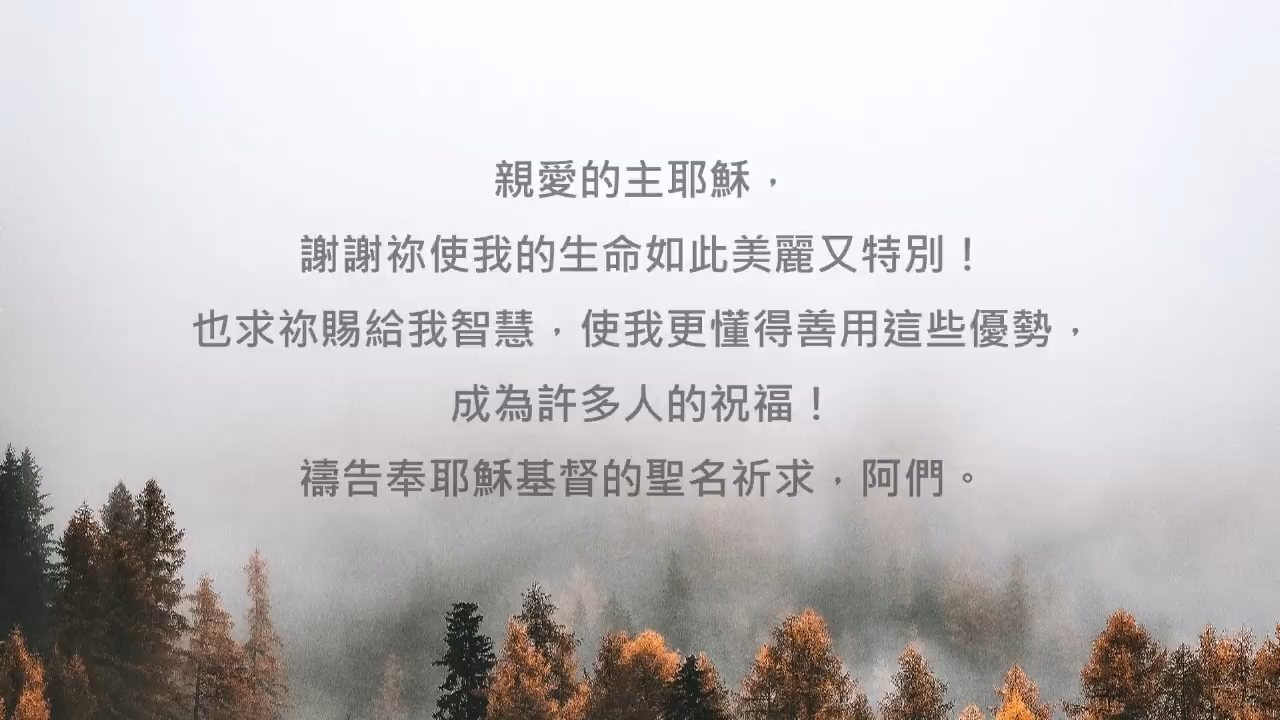 親愛的主耶穌，
謝謝祢使我的生命如此美麗又特別！
也求祢賜給我智慧，使我更懂得善用這些優勢，
成為許多人的祝福！
禱告奉耶穌基督的聖名祈求，阿們。